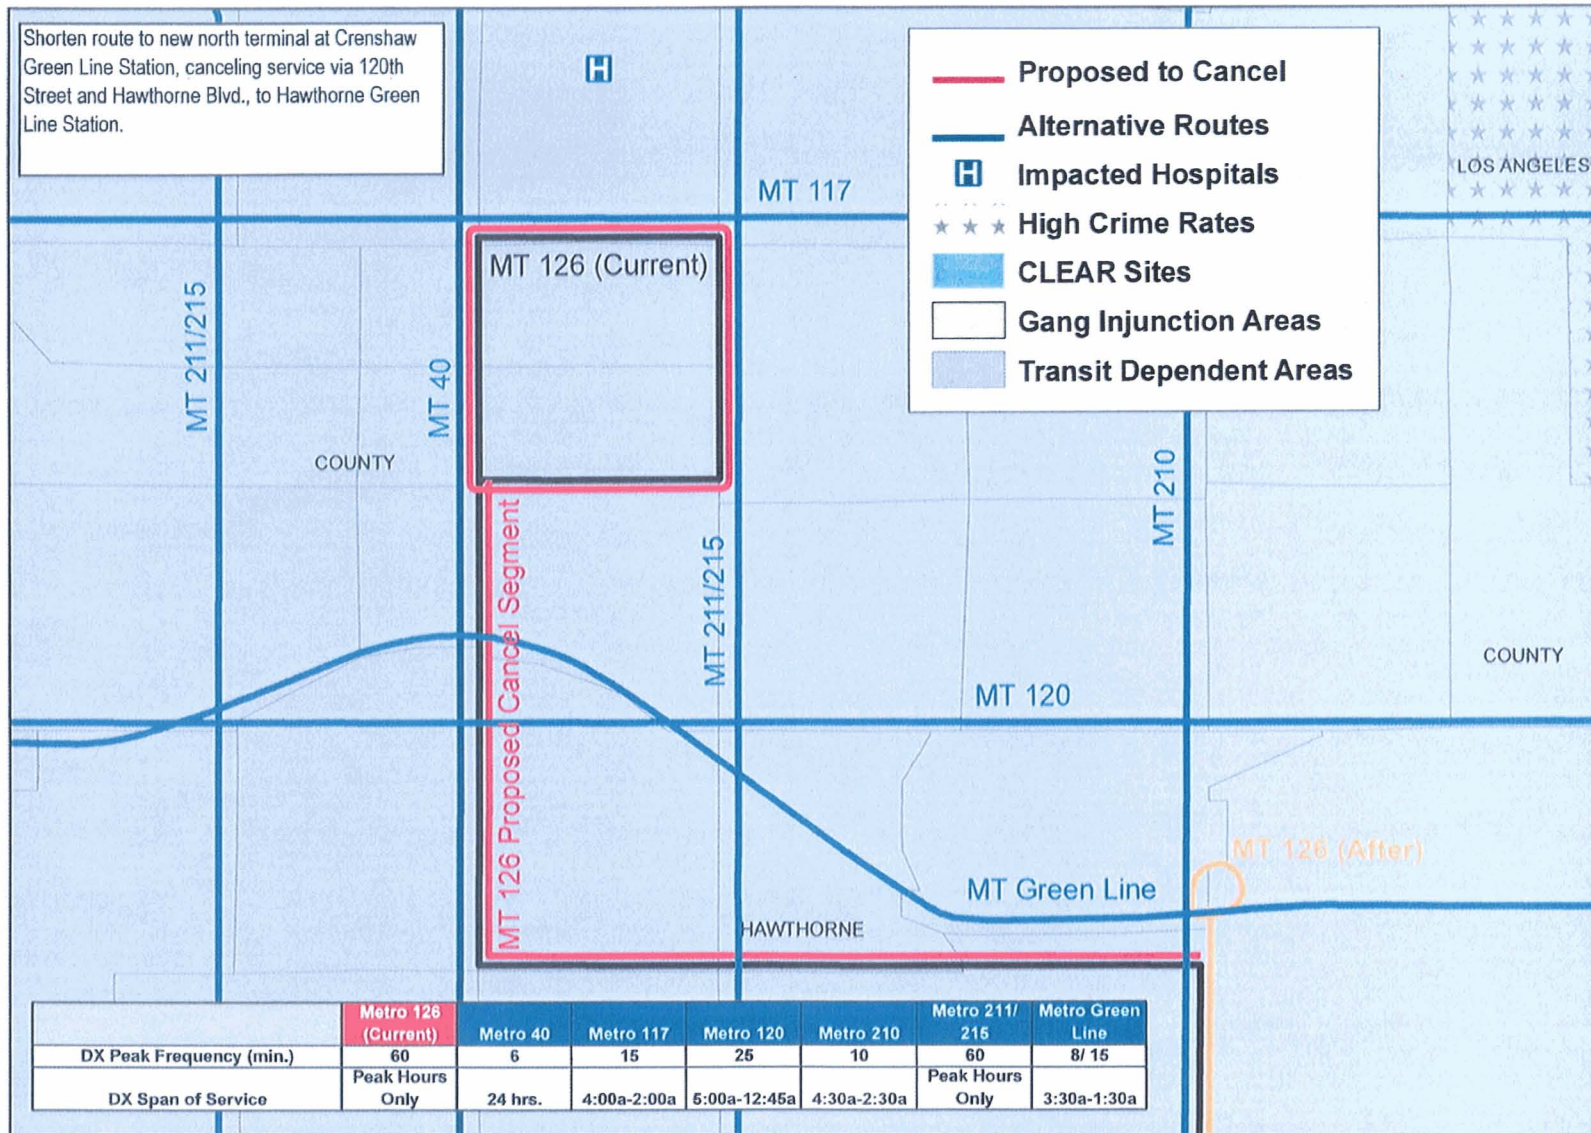 Shorten route to new north terminal at Crenshaw
Green Line Station, canceling service via 120th
Street and Hawthorne Blvd., to Hawthorne Green
Line Station.
H
Proposed to Cancel
Alternative Routes
H Impacted Hospitals
High Crime Rates
CLEAR Sites
Gang Injunction Areas
Transit Dependent Areas
LOS ANGELES
MT 117
MT 126 (Current)
MT 211/215
MT 40
COUNTY
MT 210
MT 126 Proposed Cancel Segment
MT 211/215
COUNTY
MT 120
MT 126 (After)
MT Green Line
HAWTHORNE
Metro 126 (Current) Metro 40 Metro 117 Metro 120 Metro 210 Metro 211/ 215 Metro Green Line
DX Peak Frequency (min.) 60 6 15 25 10 60 8/ 15
DX Span of Service Peak Hours Only 24 hrs. 4:00a-2:00a 5:00a-12:45a 4:30a-2:30a Peak Hours Only 3:30a-1:30a